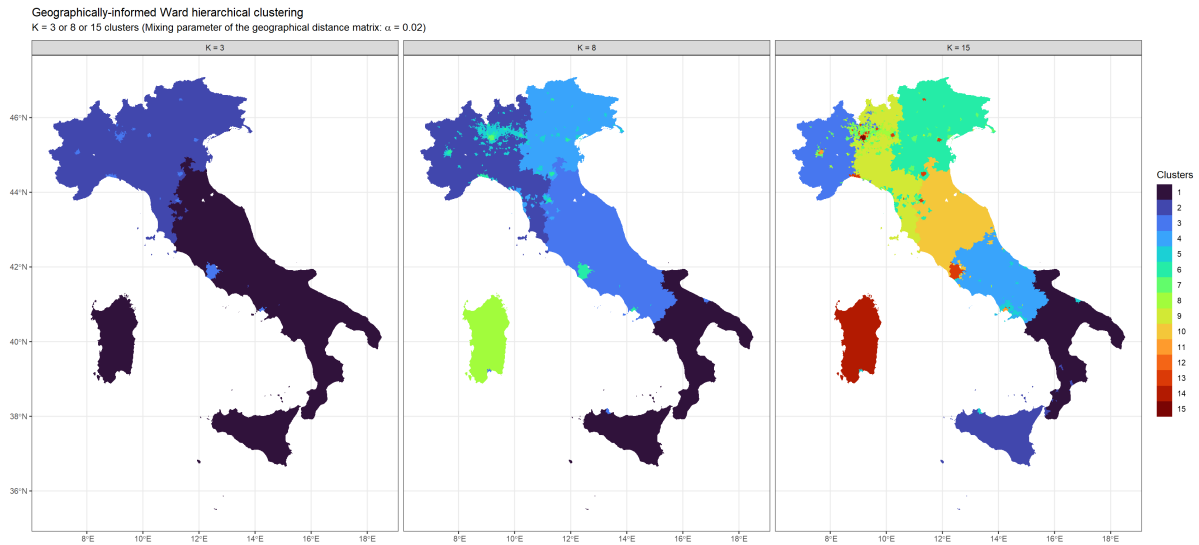 Geographically-informed Ward hierarchical clustering
K = 3 or 8 or 15 clusters (Mixing parameter of the geographical distance matrix: α = 0.02)
K = 3
K = 8
K = 15
46°N
44°N
42°N
40°N
38°N
36°N
8°E 10°E 12°E 14°E 16°E 18°E
8°E 10°E 12°E 14°E 16°E 18°E
8°E 10°E 12°E 14°E 16°E 18°E
Clusters
1
2
3
4
5
6
7
8
9
10
11
12
13
14
15